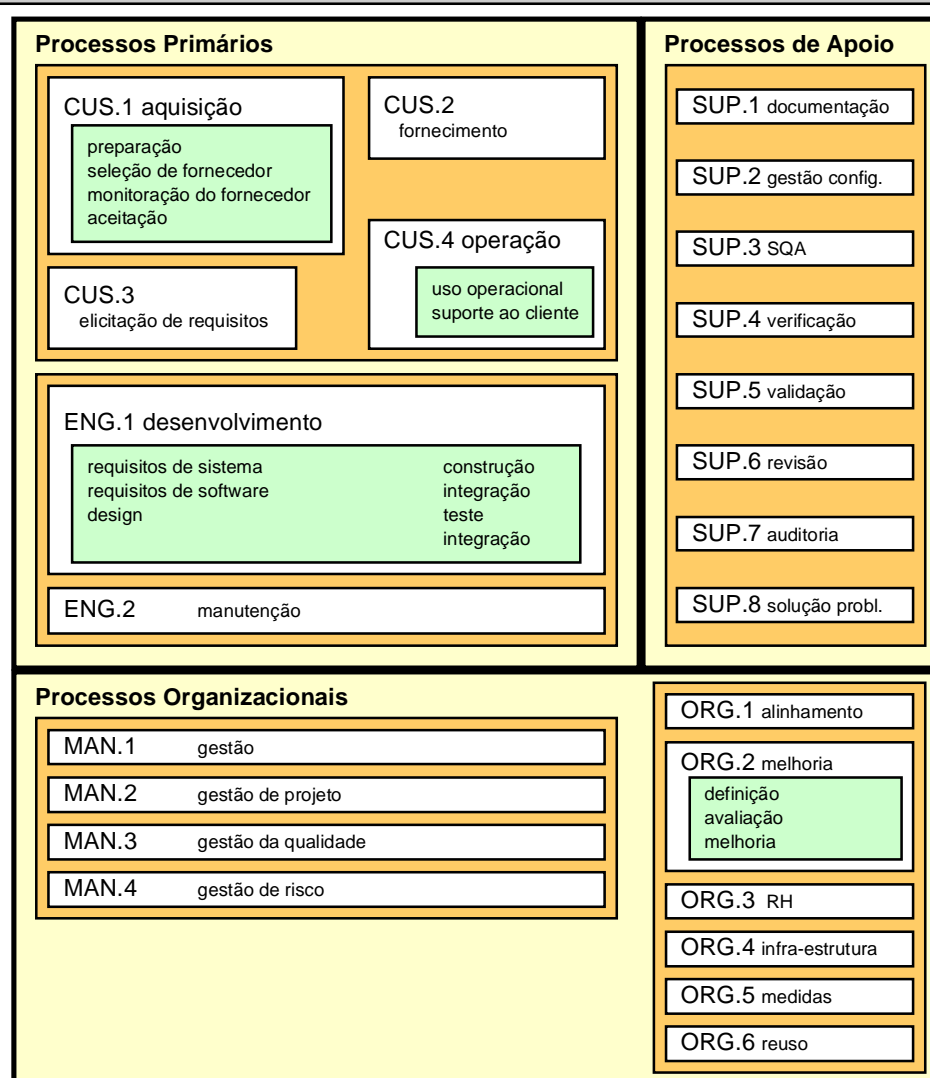 Processos Primários
CUS.1 aquisição
preparação
seleção de fornecedor
monitoração do fornecedor
aceitação
CUS.2
fornecimento
CUS.3
elicitação de requisitos
CUS.4 operação
uso operacional
suporte ao cliente
ENG.1 desenvolvimento
requisitos de sistema
requisitos de software
design
construção
integração
teste
integração
ENG.2 manutenção
Processos de Apoio
SUP.1 documentação
SUP.2 gestão config.
SUP.3 SQA
SUP.4 verificação
SUP.5 validação
SUP.6 revisão
SUP.7 auditoria
SUP.8 solução probl.
Processos Organizacionais
MAN.1 gestão
MAN.2 gestão de projeto
MAN.3 gestão da qualidade
MAN.4 gestão de risco
ORG.1 alinhamento
ORG.2 melhoria
definição
avaliação
melhoria
ORG.3 RH
ORG.4 infra-estrutura
ORG.5 medidas
ORG.6 reuso